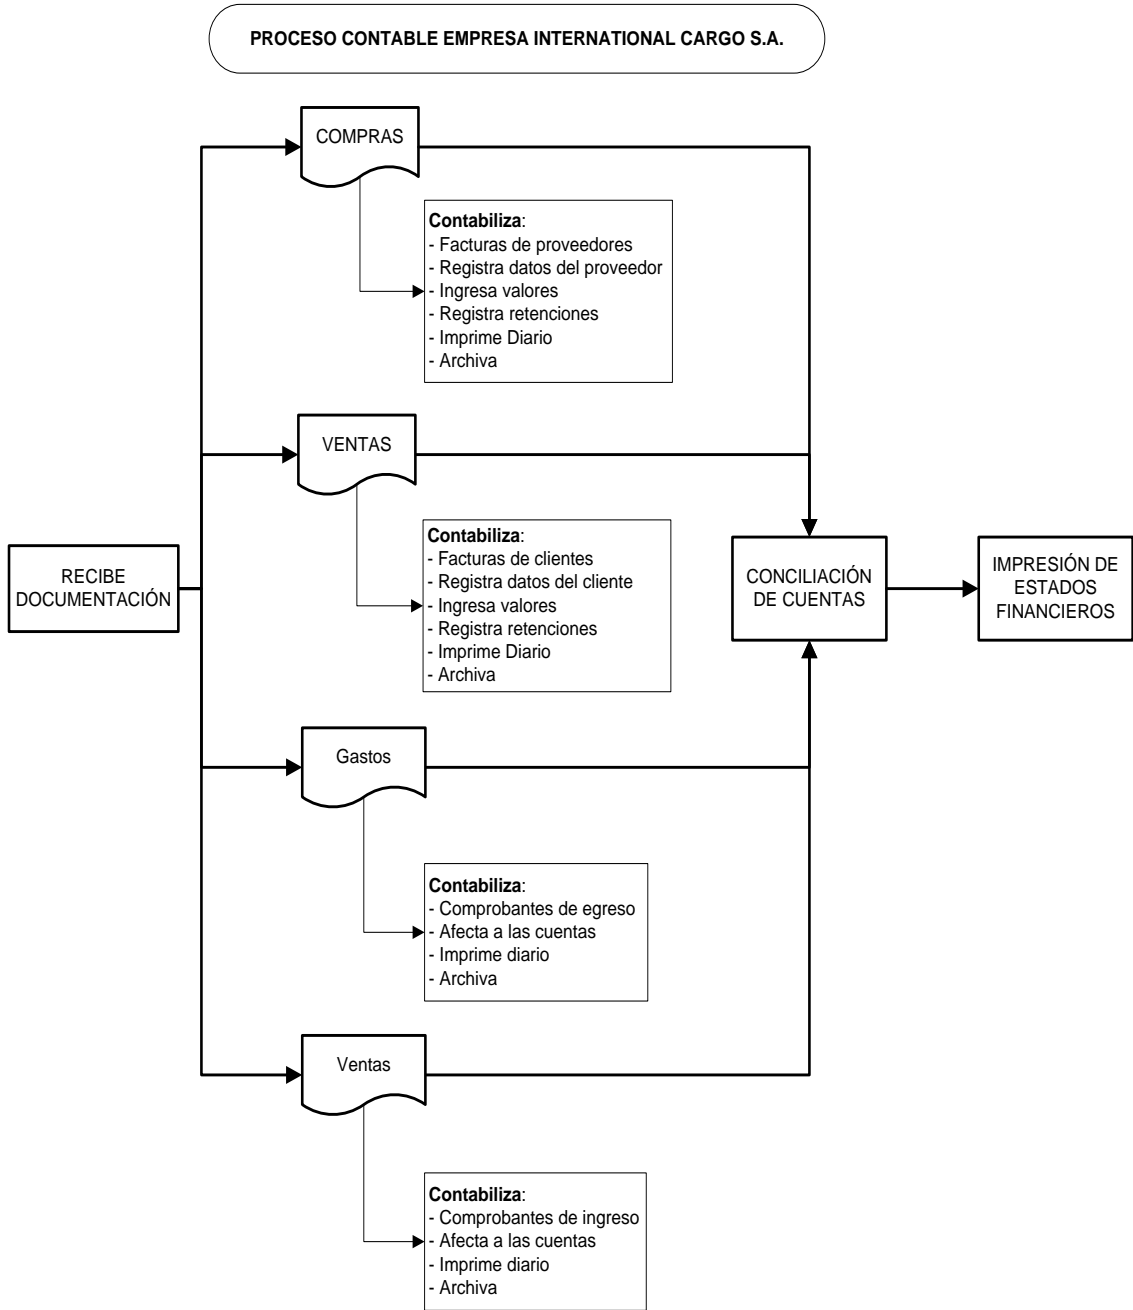 PROCESO CONTABLE EMPRESA INTERNATIONAL CARGO S.A.
COMPRAS
Contabiliza:
- Facturas de proveedores
- Registra datos del proveedor
- Ingresa valores
- Registra retenciones
- Imprime Diario
- Archiva
VENTAS
Contabiliza:
- Facturas de clientes
- Registra datos del cliente
- Ingresa valores
- Registra retenciones
- Imprime Diario
- Archiva
RECIBE
DOCUMENTACIÓN
CONCILIACIÓN
DE CUENTAS
IMPRESIÓN DE
ESTADOS
FINANCIEROS
Gastos
Contabiliza:
- Comprobantes de egreso
- Afecta a las cuentas
- Imprime diario
- Archiva
Ventas
Contabiliza:
- Comprobantes de ingreso
- Afecta a las cuentas
- Imprime diario
- Archiva